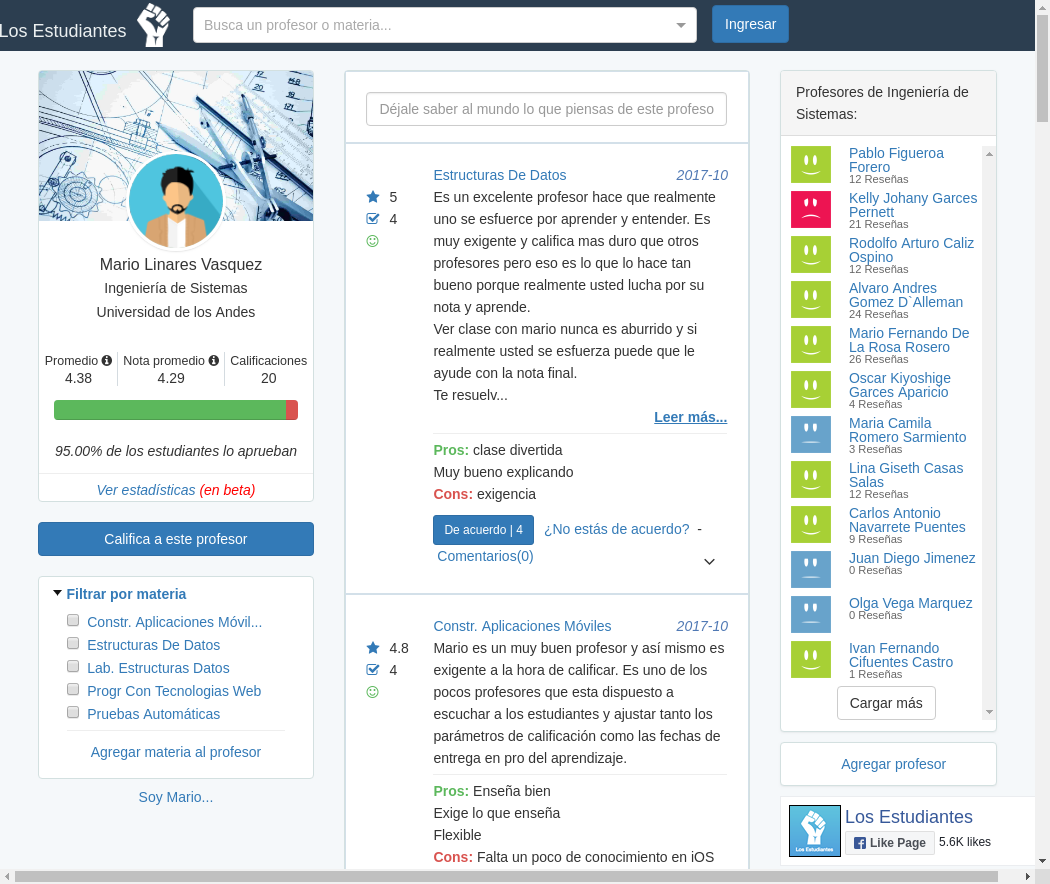 Los Estudiantes
Busca un profesor o materia...
Ingresar
Mario Linares Vasquez
Ingeniería de Sistemas
Universidad de los Andes
Promedio Nota promedio Calificaciones
4.38 4.29 20
95.00% de los estudiantes lo aprueban
Ver estadísticas (en beta)
Califica a este profesor
Filtrar por materia
Constr. Aplicaciones Móvil...
Estructuras De Datos
Lab. Estructuras Datos
Progr Con Tecnologias Web
Pruebas Automáticas
Agregar materia al profesor
Soy Mario...
Déjale saber al mundo lo que piensas de este profeso
Estructuras De Datos 2017-10
5
4
Es un excelente profesor hace que realmente
uno se esfuerce por aprender y entender. Es
muy exigente y califica mas duro que otros
profesores pero eso es lo que lo hace tan
bueno porque realmente usted lucha por su
nota y aprende.
Ver clase con mario nunca es aburrido y si
realmente usted se esfuerza puede que le
ayude con la nota final.
Te resuelv...
Leer más...
Pros: clase divertida
Muy bueno explicando
Cons: exigencia
De acuerdo | 4 ¿No estás de acuerdo? -
Comentarios(0)
Constr. Aplicaciones Móviles 2017-10
4.8
4
Mario es un muy buen profesor y así mismo es
exigente a la hora de calificar. Es uno de los
pocos profesores que esta dispuesto a
escuchar a los estudiantes y ajustar tanto los
parámetros de calificación como las fechas de
entrega en pro del aprendizaje.
Pros: Enseña bien
Exige lo que enseña
Flexible
Cons: Falta un poco de conocimiento en iOS
Profesores de Ingeniería de
Sistemas:
Pablo Figueroa
Forero
12 Reseñas
Kelly Johany Garces
Pernett
21 Reseñas
Rodolfo Arturo Caliz
Ospino
12 Reseñas
Alvaro Andres
Gomez D`Alleman
24 Reseñas
Mario Fernando De
La Rosa Rosero
26 Reseñas
Oscar Kiyoshige
Garces Aparicio
4 Reseñas
Maria Camila
Romero Sarmiento
3 Reseñas
Lina Giseth Casas
Salas
12 Reseñas
Carlos Antonio
Navarrete Puentes
9 Reseñas
Juan Diego Jimenez
0 Reseñas
Olga Vega Marquez
0 Reseñas
Ivan Fernando
Cifuentes Castro
1 Reseñas
Cargar más
Agregar profesor
Los Estudiantes
Los Estudiantes
Like Page 5.6K likes